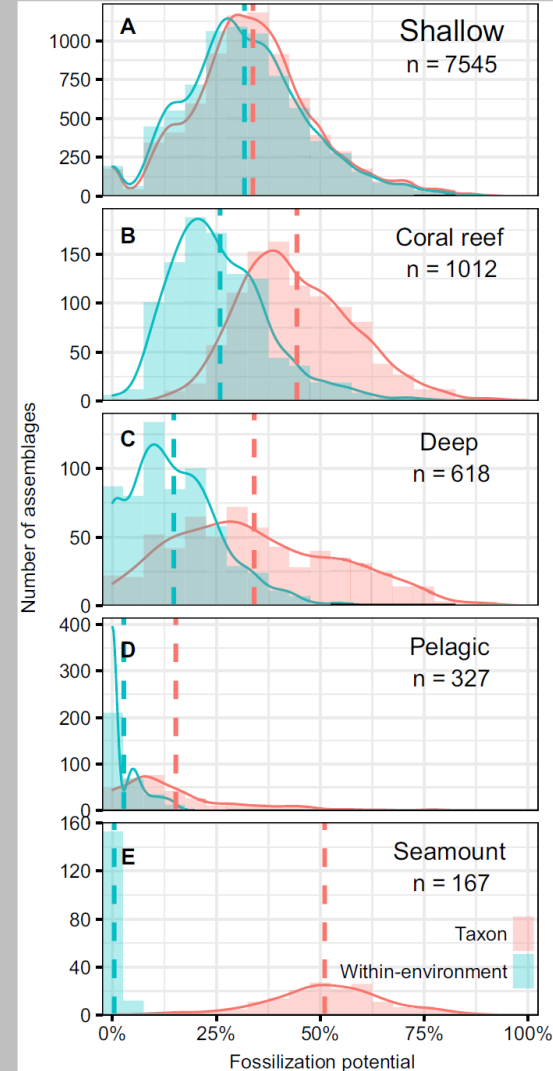 A
Shallow
n = 7545
1000
750
500
250
0
B
Coral reef
n = 1012
150
100
50
0
C
Deep
n = 618
100
50
0
Number of assemblages
D
Pelagic
n = 327
400
300
200
100
0
E
Seamount
n = 167
160
120
80
40
0
Taxon
Within-environment
0% 25% 50% 75% 100%
Fossilization potential